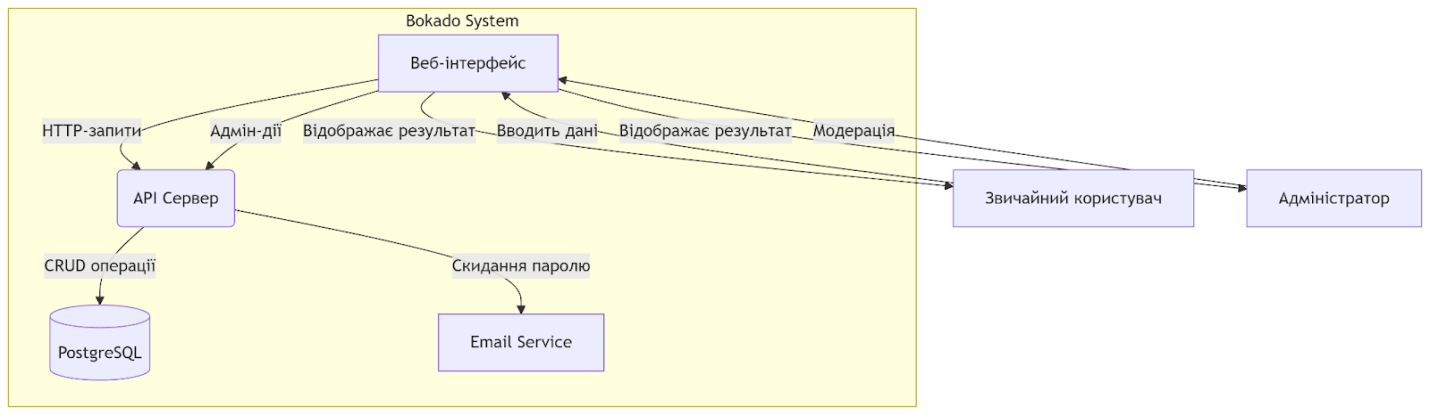 Bokado System
Веб-інтерфейс
HTTP-запити
Адмін-дії
Відображає результат
Вводить дані
Відображає результат
Модерація
API Сервер
Звичайний користувач
Адміністратор
CRUD операції
Скидання паролю
PostgreSQL
Email Service